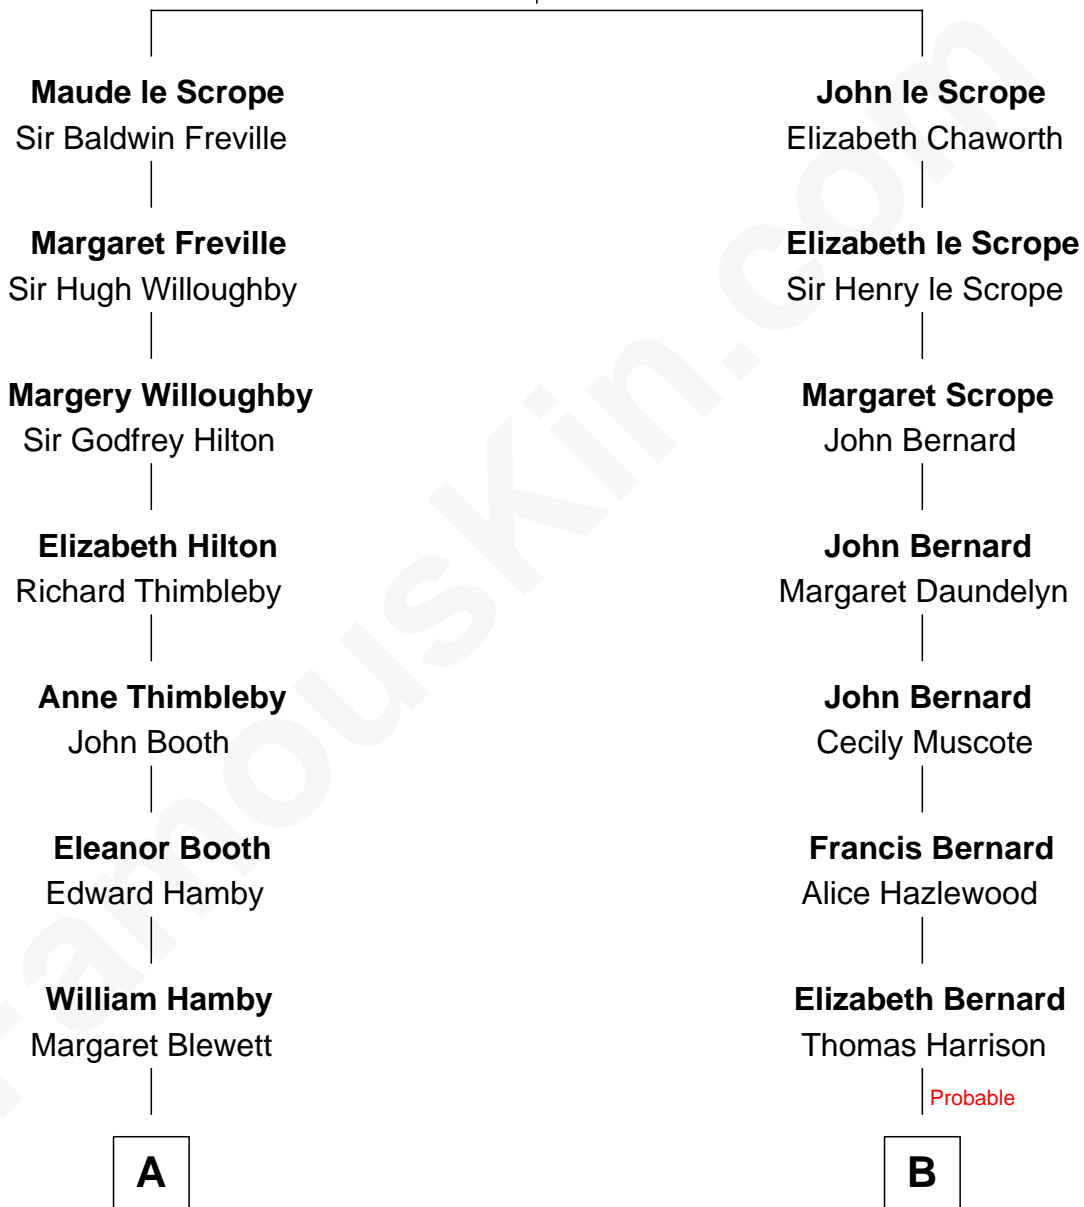 Maude le Scrope
Sir Baldwin Freville
Margaret Freville
Sir Hugh Willoughby
Margery Willoughby
Sir Godfrey Hilton
Elizabeth Hilton
Richard Thimbleby
Anne Thimbleby
John Booth
Eleanor Booth
Edward Hamby
William Hamby
Margaret Blewett
A
John le Scrope
Elizabeth Chaworth
Elizabeth le Scrope
Sir Henry le Scrope
Margaret Scrope
John Bernard
John Bernard
Margaret Daundelyn
John Bernard
Cecily Muscote
Francis Bernard
Alice Hazlewood
Elizabeth Bernard
Thomas Harrison
Probable
B
FamousKin.com